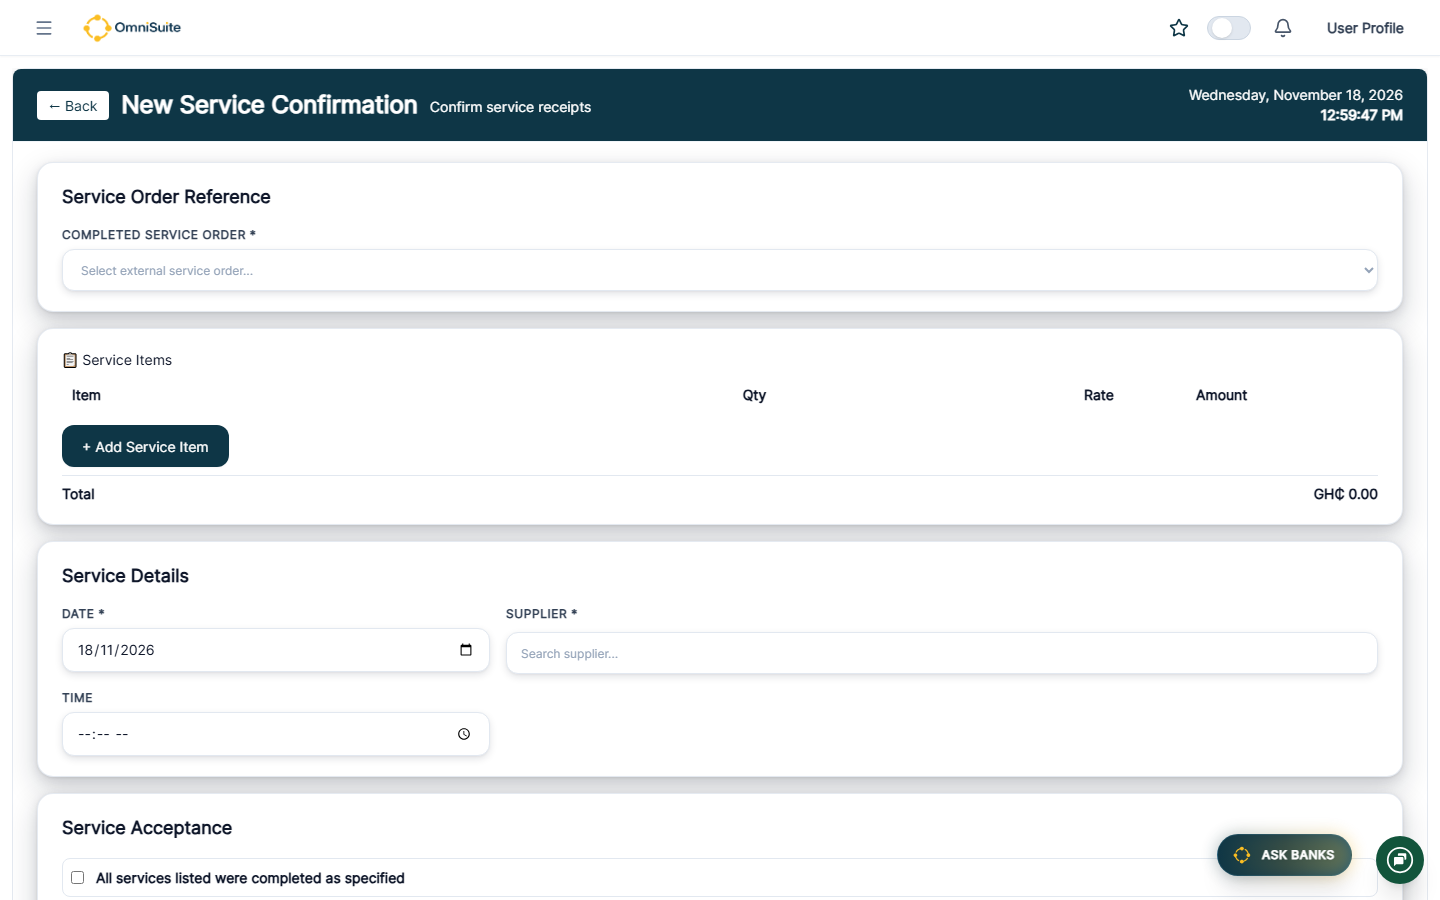 OmniSuite
User Profile
← Back
New Service Confirmation
Confirm service receipts
Wednesday, November 18, 2026
12:59:47 PM
Service Order Reference
COMPLETED SERVICE ORDER *
Select external service order...
📋 Service Items
Item Qty Rate Amount
+ Add Service Item
Total GH₵ 0.00
Service Details
DATE * SUPPLIER *
18/11/2026
Search supplier...
TIME
--:-- --
Service Acceptance
ASK BANKS
All services listed were completed as specified